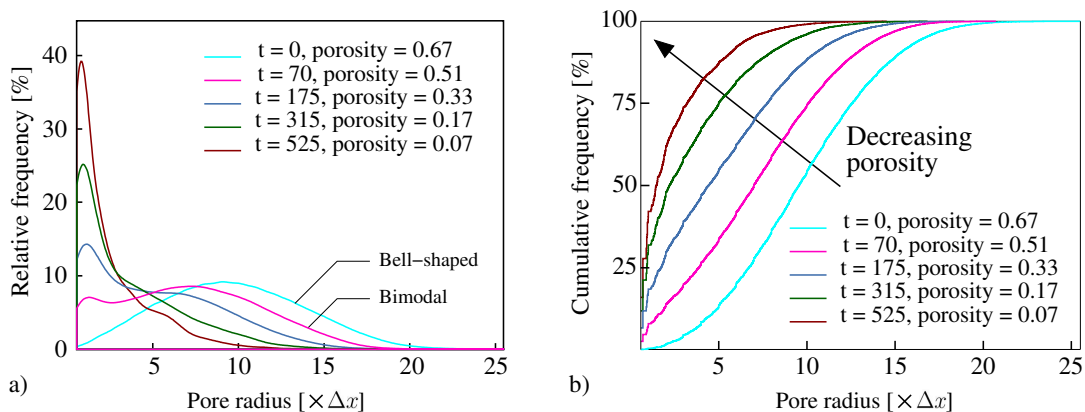 40
30
20
10
0
Relative frequency [%]
t = 0, porosity = 0.67
t = 70, porosity = 0.51
t = 175, porosity = 0.33
t = 315, porosity = 0.17
t = 525, porosity = 0.07
Bell−shaped
Bimodal
5 10 15 20 25
Pore radius [×Δx]
a)
100
75
50
25
Cumulative frequency [%]
Decreasing
porosity
t = 0, porosity = 0.67
t = 70, porosity = 0.51
t = 175, porosity = 0.33
t = 315, porosity = 0.17
t = 525, porosity = 0.07
5 10 15 20 25
Pore radius [×Δx]
b)